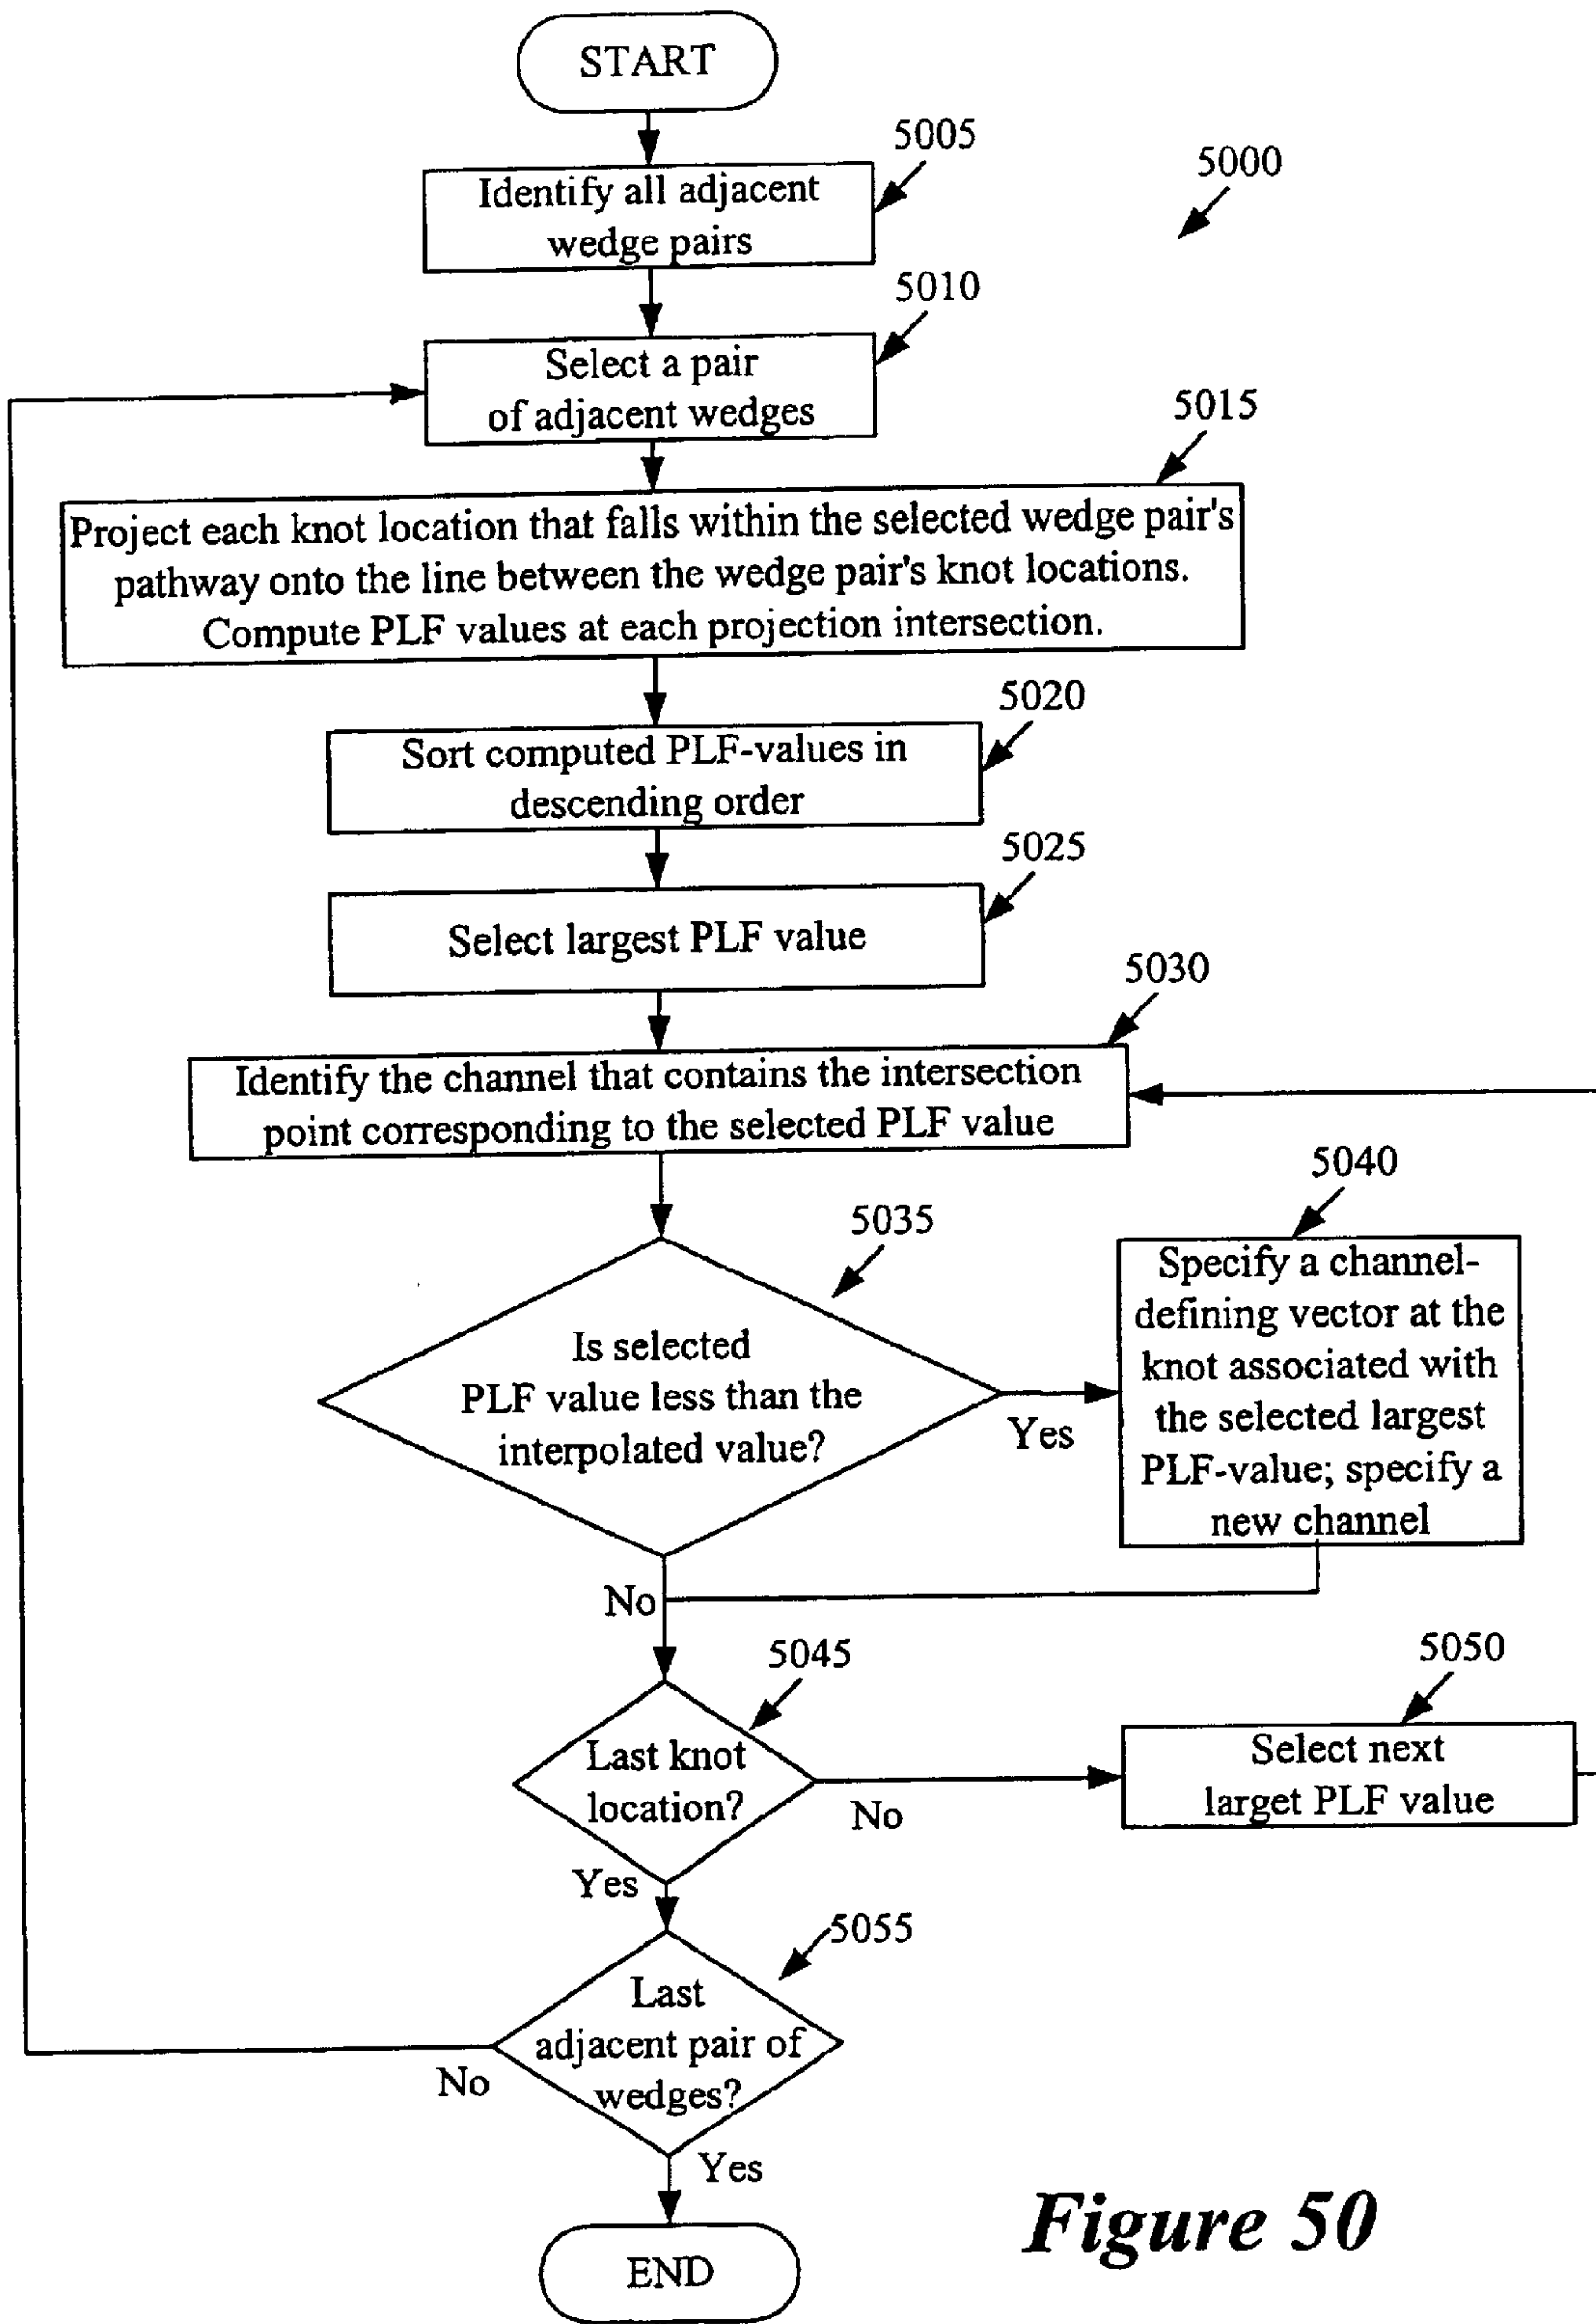 START
5005
Identify all adjacent
wedge pairs
5000
5010
Select a pair
of adjacent wedges
5015
Project each knot location that falls within the selected wedge pair's
pathway onto the line between the wedge pair's knot locations.
Compute PLF values at each projection intersection.
5020
Sort computed PLF-values in
descending order
5025
Select largest PLF value
5030
Identify the channel that contains the intersection
point corresponding to the selected PLF value
5035
Is selected
PLF value less than the
interpolated value?
Yes
5040
Specify a channel-
defining vector at the
knot associated with
the selected largest
PLF-value; specify a
new channel
No
5045
Last knot
location?
No
5050
Select next
larget PLF value
Yes
5055
Last
adjacent pair of
wedges?
No
Yes
END
Figure 50